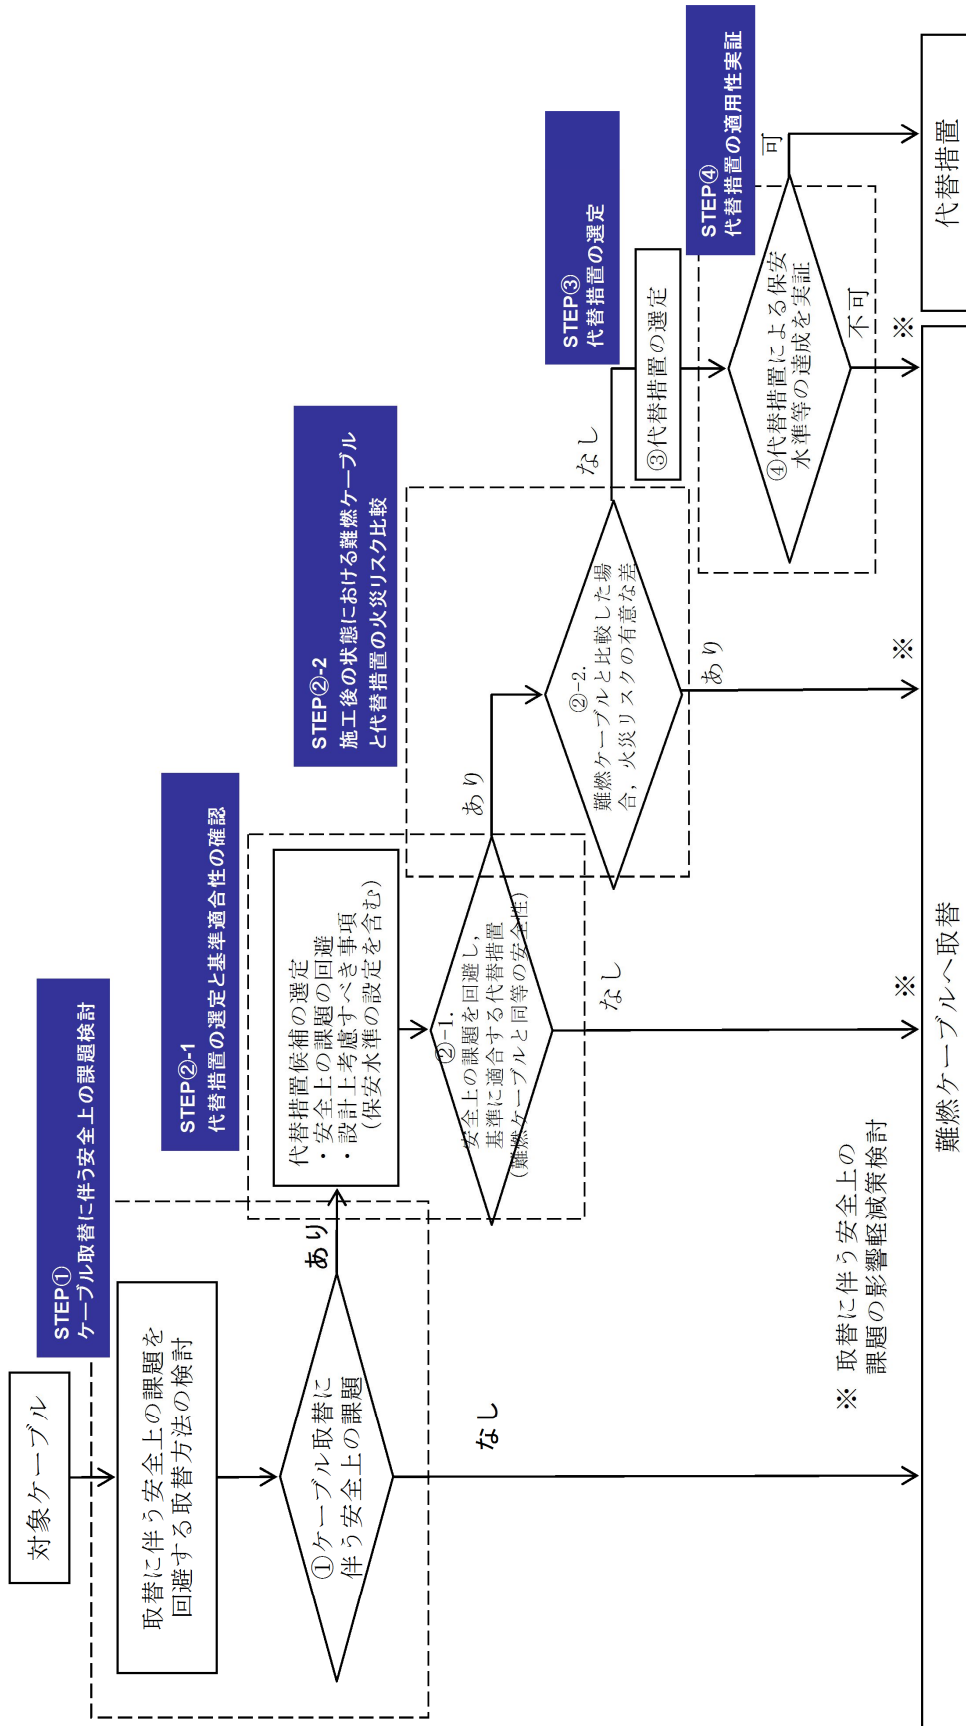 対象ケーブル
STEP①
ケーブル取替に伴う安全上の課題検討
取替に伴う安全上の課題を
回避する取替方法の検討
①ケーブル取替に
伴う安全上の課題
あり
なし
STEP②-1
代替措置の選定と基準適合性の確認
代替措置候補の選定
・安全上の課題の回避
・設計上考慮すべき事項
(保安水準の設定を含む)
②-1.
安全上の課題を回避し,
基準に適合する代替措置
(難燃ケーブルと同等の安全性)
あり
なし
※
STEP②-2
施工後の状態における難燃ケーブル
と代替措置の火災リスク比較
②-2.
難燃ケーブルと比較した場
合，火災リスクの有意な差
なし
あり
※
STEP③
代替措置の選定
③代替措置の選定
STEP④
代替措置の適用性実証
④代替措置による保安
水準等の達成を実証
可
不可
※
※ 取替に伴う安全上の
課題の影響軽減策検討
難燃ケーブルへ取替
代替措置